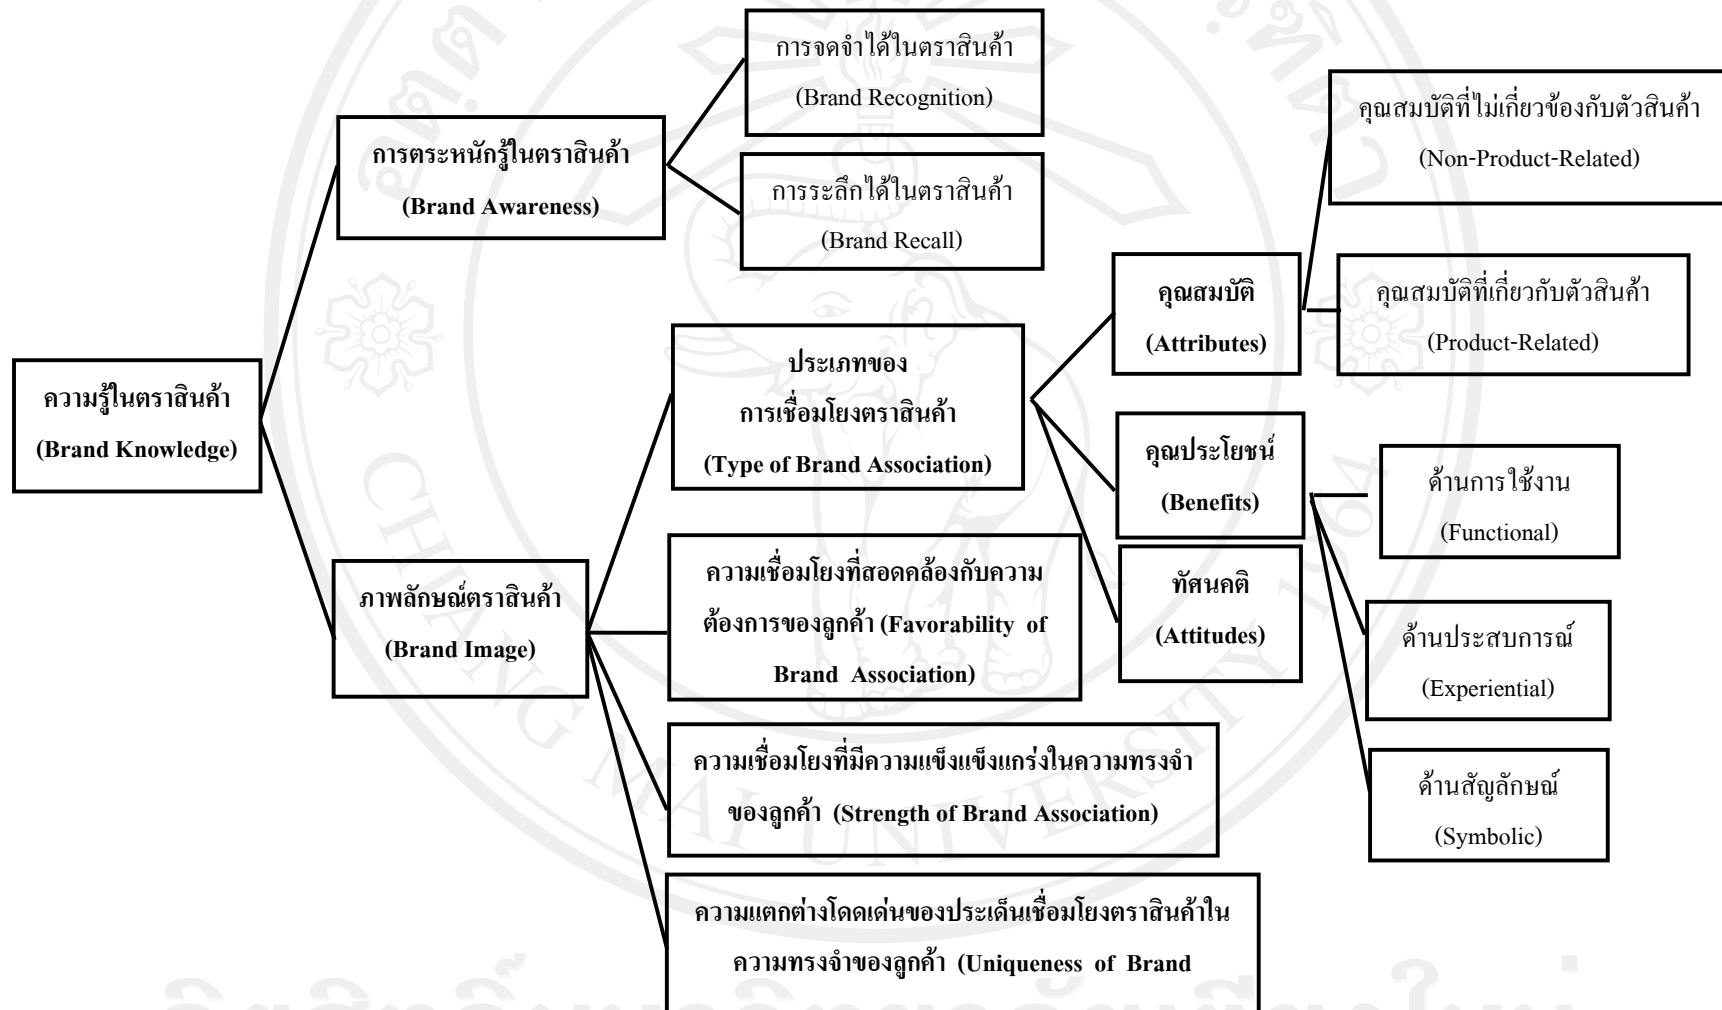 การจดจำได้ในตราสินค้า
(Brand Recognition)
คุณสมบัติที่ไม่เกี่ยวข้องกับตัวสินค้า
(Non-Product-Related)
การตระหนักรู้ในตราสินค้า
(Brand Awareness)
การระลึกได้ในตราสินค้า
(Brand Recall)
คุณสมบัติ
(Attributes)
คุณสมบัติที่เกี่ยวกับตัวสินค้า
(Product-Related)
ประเภทของ
การเชื่อมโยงตราสินค้า
(Type of Brand Association)
ความรู้ในตราสินค้า
(Brand Knowledge)
คุณประโยชน์
(Benefits)
ด้านการใช้งาน
(Functional)
ภาพลักษณ์ตราสินค้า
(Brand Image)
ความเชื่อมโยงที่สอดคล้องกับความ
ต้องการของลูกค้า (Favorability of
Brand Association)
ทัศนคติ
(Attitudes)
ด้านประสบการณ์
(Experiential)
ความเชื่อมโยงที่มีความแข็งแข็งแกร่งในความทรงจำ
ของลูกค้า (Strength of Brand Association)
ด้านสัญลักษณ์
(Symbolic)
ความแตกต่างโดดเด่นของประเด็นเชื่อมโยงตราสินค้าใน
ความทรงจำของลูกค้า (Uniqueness of Brand
CHIANG MAI UNIVERSITY 1964